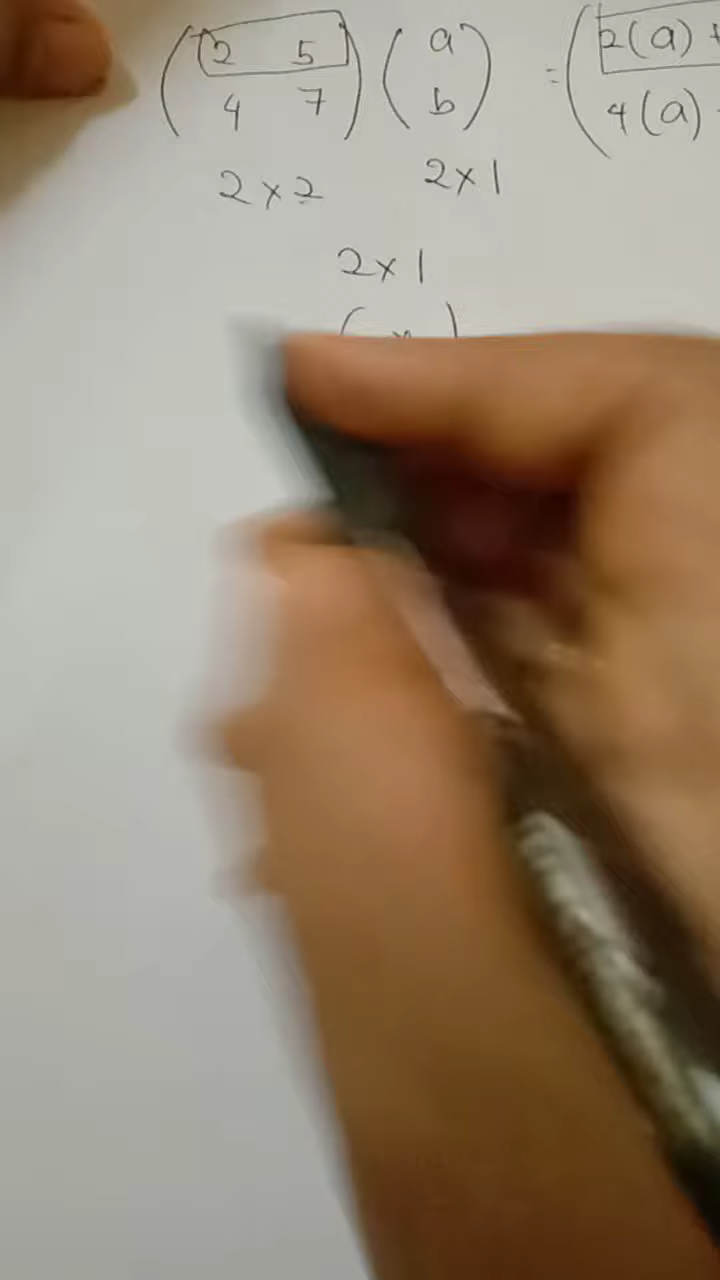 (2 5) (a) = (2(a) +
(4 7) (b) (4(a)
2×2 2×1
2×1